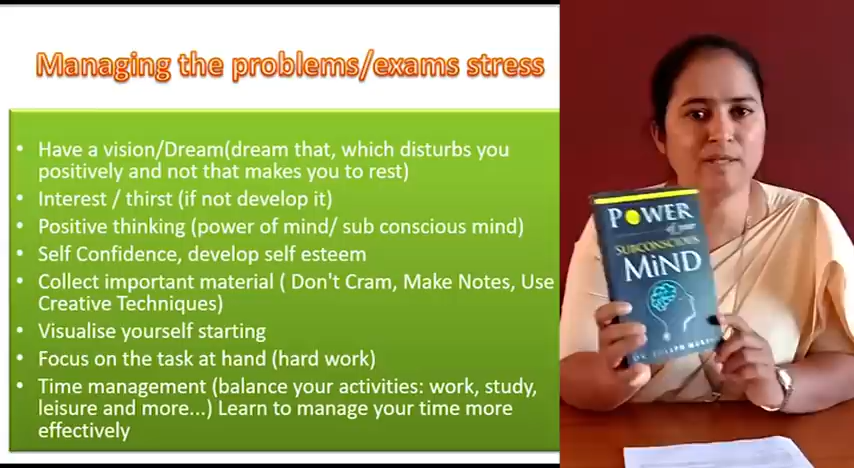 Managing the problems/exams stress
• Have a vision/Dream(dream that, which disturbs you
positively and not that makes you to rest)
• Interest / thirst (if not develop it)
• Positive thinking (power of mind/ sub conscious mind)
• Self Confidence, develop self esteem
• Collect important material ( Don't Cram, Make Notes, Use
Creative Techniques)
• Visualise yourself starting
• Focus on the task at hand (hard work)
• Time management (balance your activities: work, study,
leisure and more...) Learn to manage your time more
effectively
POWER
of your
SUBCONSCIOUS
MiND